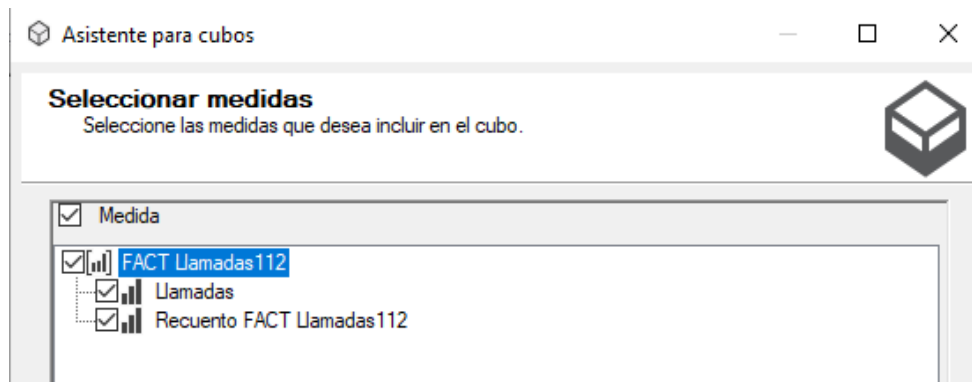 Asistente para cubos
Seleccionar medidas
Seleccione las medidas que desea incluir en el cubo.
Medida
FACT Llamadas112
Llamadas
Recuento FACT Llamadas112